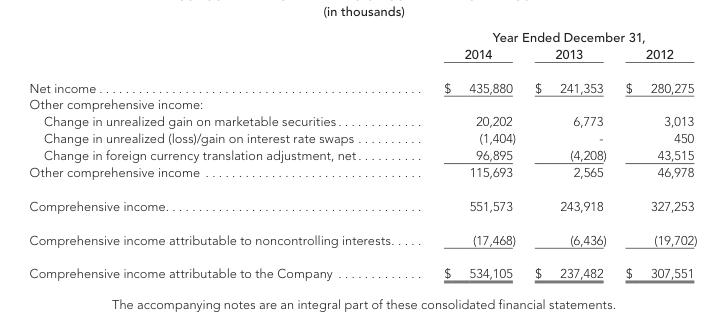 (in thousands)
Year Ended December 31,
2014 2013 2012
Net income $ 435,880 $ 241,353 $ 280,275
Other comprehensive income:
Change in unrealized gain on marketable securities 20,202 6,773 3,013
Change in unrealized (loss)/gain on interest rate swaps (1,404) - 450
Change in foreign currency translation adjustment, net 96,895 (4,208) 43,515
Other comprehensive income 115,693 2,565 46,978
Comprehensive income 551,573 243,918 327,253
Comprehensive income attributable to noncontrolling interests (17,468) (6,436) (19,702)
Comprehensive income attributable to the Company $ 534,105 $ 237,482 $ 307,551
The accompanying notes are an integral part of these consolidated financial statements.